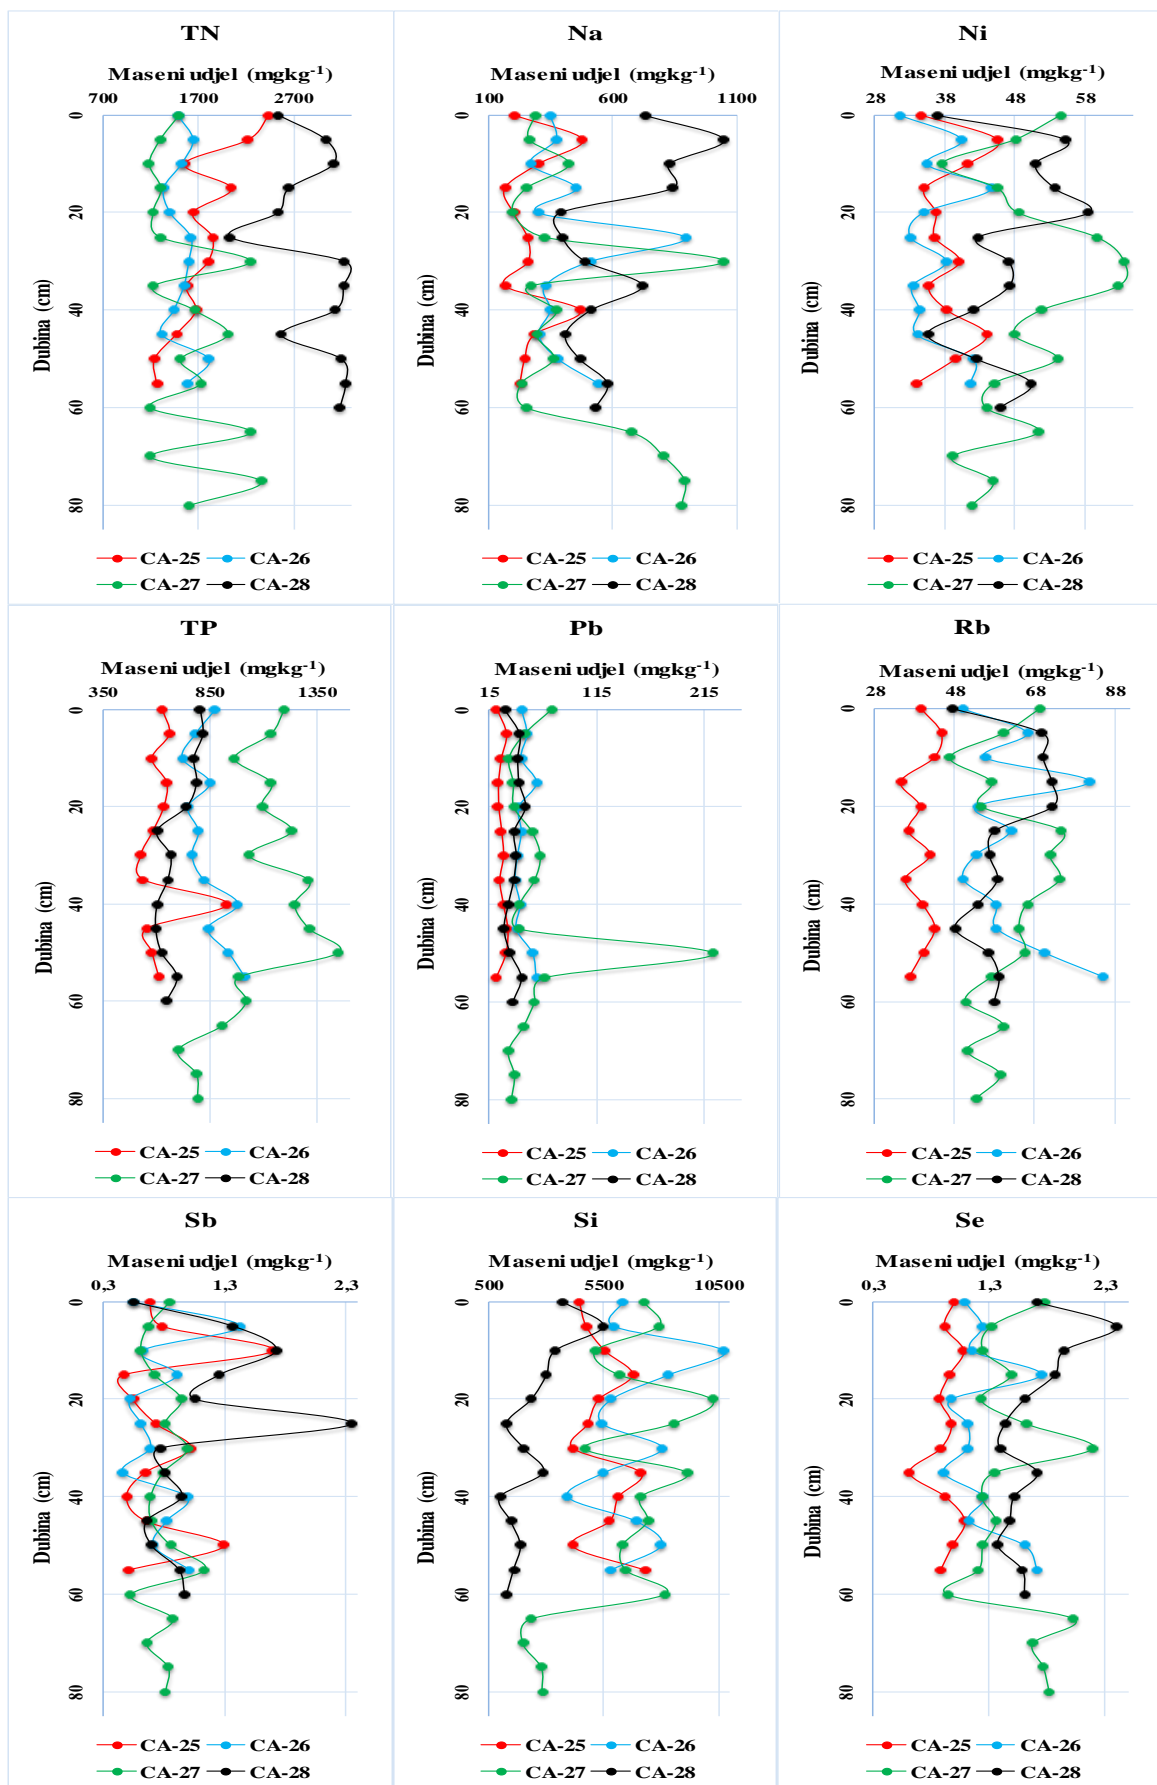 TN
Maseni udjel (mgkg-1)
700 1700 2700
0
20
40
60
80
Dubina (cm)
CA-25 CA-26
CA-27 CA-28
Na
Maseni udjel (mgkg-1)
100 600 1100
0
20
40
60
80
Dubina (cm)
CA-25 CA-26
CA-27 CA-28
Ni
Maseni udjel (mgkg-1)
28 38 48 58
0
20
40
60
80
Dubina (cm)
CA-25 CA-26
CA-27 CA-28
TP
Maseni udjel (mgkg-1)
350 850 1350
0
20
40
60
80
Dubina (cm)
CA-25 CA-26
CA-27 CA-28
Pb
Maseni udjel (mgkg-1)
15 115 215
0
20
40
60
80
Dubina (cm)
CA-25 CA-26
CA-27 CA-28
Rb
Maseni udjel (mgkg-1)
28 48 68 88
0
20
40
60
80
Dubina (cm)
CA-25 CA-26
CA-27 CA-28
Sb
Maseni udjel (mgkg-1)
0,3 1,3 2,3
0
20
40
60
80
Dubina (cm)
CA-25 CA-26
CA-27 CA-28
Si
Maseni udjel (mgkg-1)
500 5500 10500
0
20
40
60
80
Dubina (cm)
CA-25 CA-26
CA-27 CA-28
Se
Maseni udjel (mgkg-1)
0,3 1,3 2,3
0
20
40
60
80
Dubina (cm)
CA-25 CA-26
CA-27 CA-28